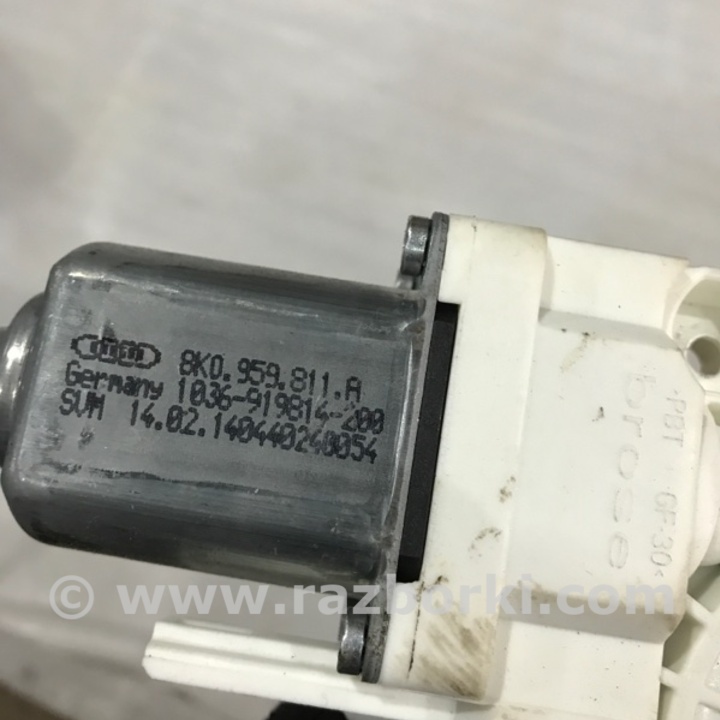 8K0.959.811.A
Germany 1036-919814-200
SVM 14.02.140440240054
>PBT GF30<
brose
© www.razborki.com